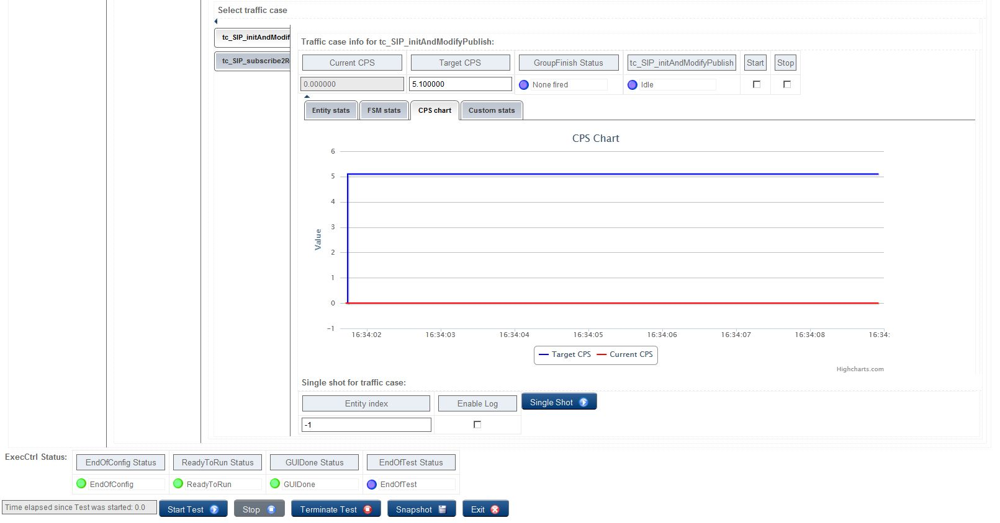 Select traffic case
tc_SIP_initAndModif
tc_SIP_subscribe2R
Traffic case info for tc_SIP_initAndModifyPublish:
Current CPS Target CPS GroupFinish Status tc_SIP_initAndModifyPublish Start Stop
0.000000 5.100000 None fired Idle
Entity stats FSM stats CPS chart Custom stats
CPS Chart
6
5
4
3
2
1
0
-1
Value
16:34:02 16:34:03 16:34:04 16:34:05 16:34:06 16:34:07 16:34:08 16:34:
Target CPS Current CPS
Highcharts.com
Single shot for traffic case:
Entity index Enable Log Single Shot
-1
ExecCtrl Status:
EndOfConfig Status ReadyToRun Status GUIDone Status EndOfTest Status
EndOfConfig ReadyToRun GUIDone EndOfTest
Time elapsed since Test was started: 0.0 Start Test Stop Terminate Test Snapshot Exit